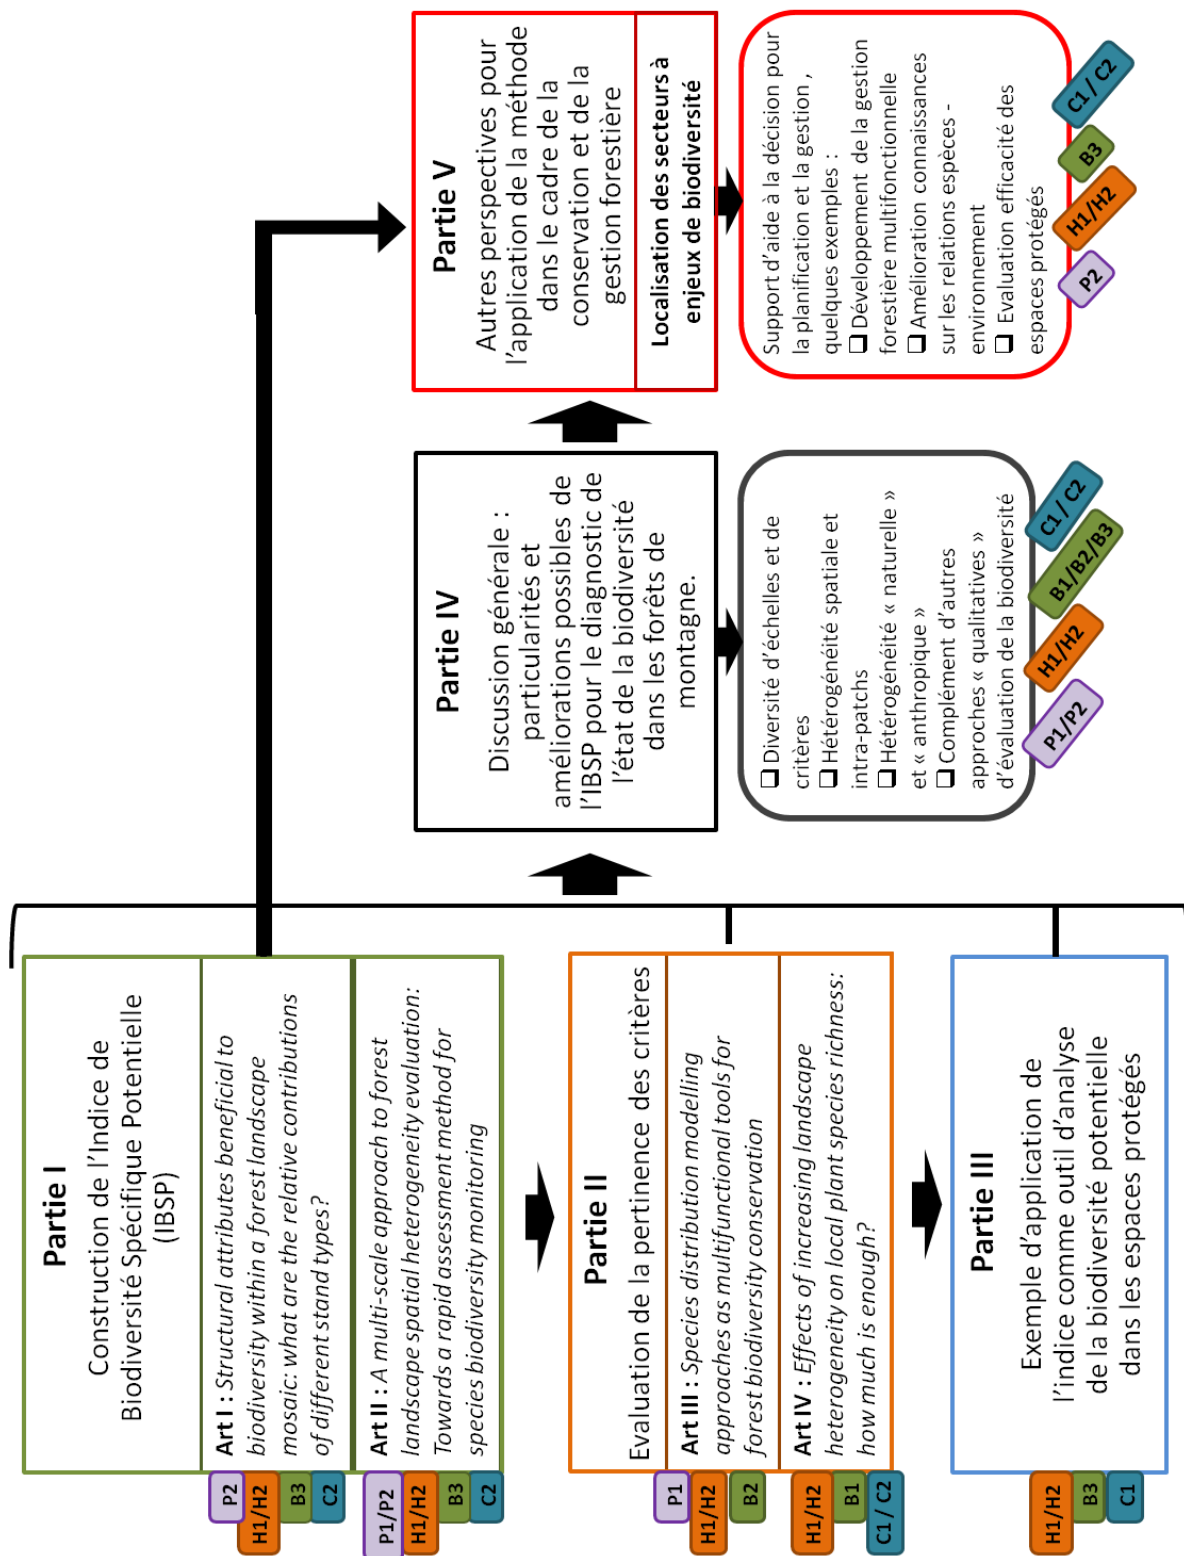 Partie I
Construction de l'Indice de
Biodiversité Spécifique Potentielle
(IBSP)
Art I : Structural attributes beneficial to
biodiversity within a forest landscape
mosaic: what are the relative contributions
of different stand types?
P2
H1/H2
B3
C2
Art II : A multi-scale approach to forest
landscape spatial heterogeneity evaluation:
Towards a rapid assessment method for
species biodiversity monitoring
P1/P2
H1/H2
B3
C2
Partie II
Evaluation de la pertinence des critères
Art III : Species distribution modelling
approaches as multifunctional tools for
forest biodiversity conservation
P1
H1/H2
B2
Art IV : Effects of increasing landscape
heterogeneity on local plant species richness:
how much is enough?
H1/H2
B1
C1 / C2
Partie III
Exemple d'application de
l'indice comme outil d'analyse
de la biodiversité potentielle
dans les espaces protégés
H1/H2
B3
C1
Partie IV
Discussion générale :
particularités et
améliorations possibles de
l'IBSP pour le diagnostic de
l'état de la biodiversité
dans les forêts de
montagne.
❑ Diversité d'échelles et de
critères
❑ Hétérogénéité spatiale et
intra-patchs
❑ Hétérogénéité « naturelle »
et « anthropique »
❑ Complément d'autres
approches « qualitatives »
d'évaluation de la biodiversité
P1/P2
H1/H2
B1/B2/B3
C1 / C2
Partie V
Autres perspectives pour
l'application de la méthode
dans le cadre de la
conservation et de la
gestion forestière
Localisation des secteurs à
enjeux de biodiversité
Support d'aide à la décision pour
la planification et la gestion ,
quelques exemples :
❑ Développement de la gestion
forestière multifonctionnelle
❑ Amélioration connaissances
sur les relations espèces -
environnement
❑ Evaluation efficacité des
espaces protégés
P2
H1/H2
B3
C1 / C2